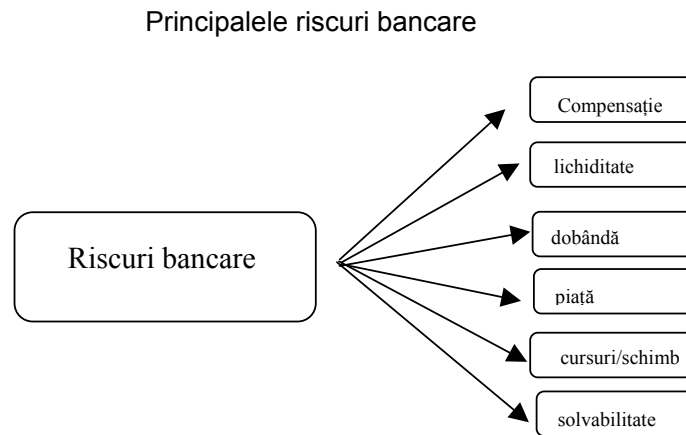 Principalele riscuri bancare
Compensație
lichiditate
dobândă
Riscuri bancare
piață
cursuri/schimb
solvabilitate